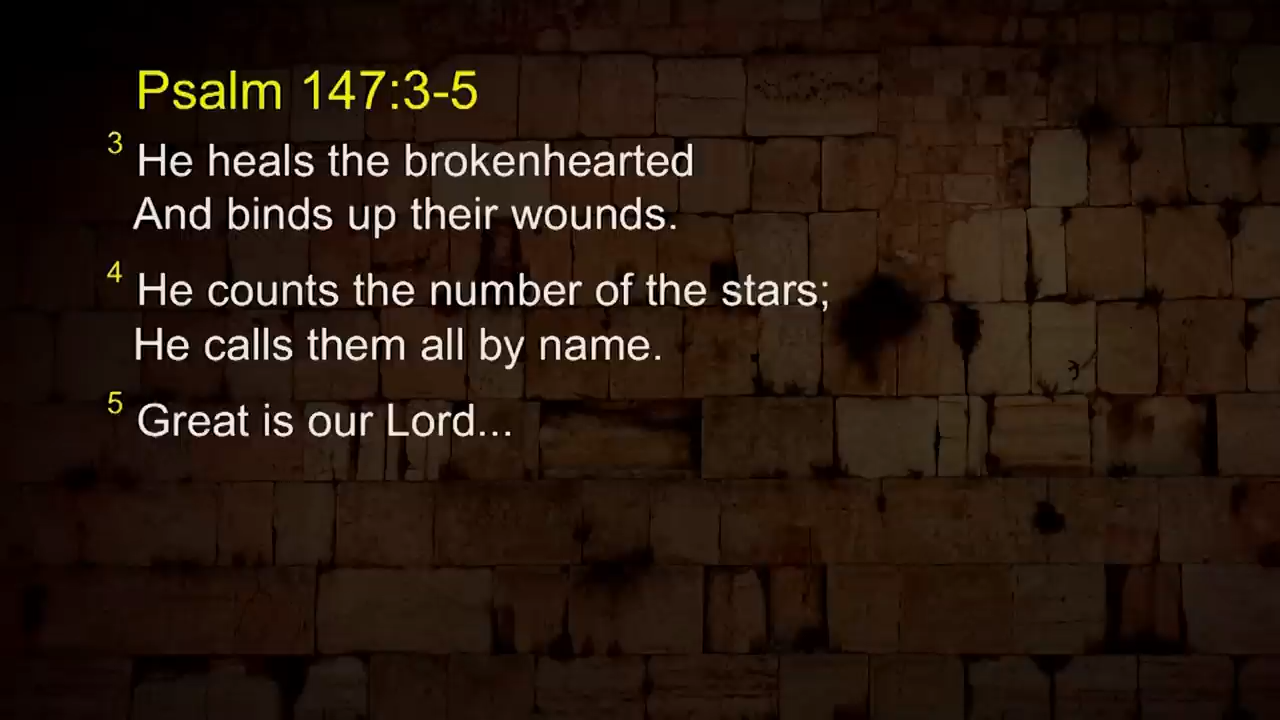 Psalm 147:3-5
3 He heals the brokenhearted
And binds up their wounds.
4 He counts the number of the stars;
He calls them all by name.
5 Great is our Lord...